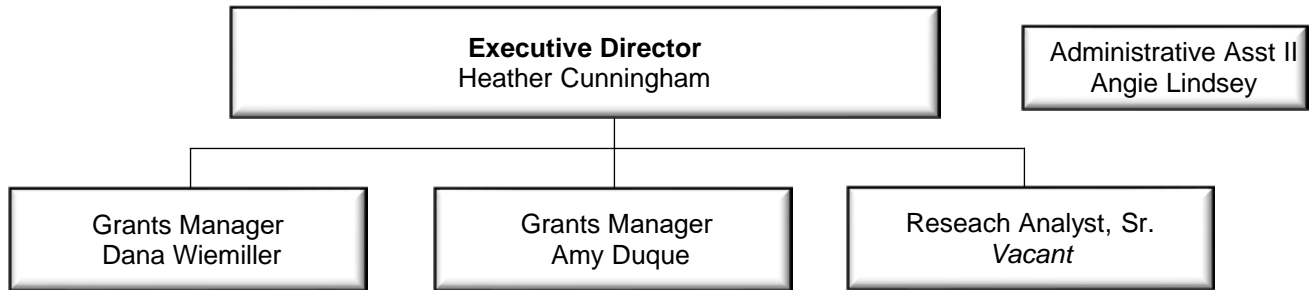 Executive Director
Heather Cunningham
Administrative Asst II
Angie Lindsey
Grants Manager
Dana Wiemiller
Grants Manager
Amy Duque
Reseach Analyst, Sr.
Vacant